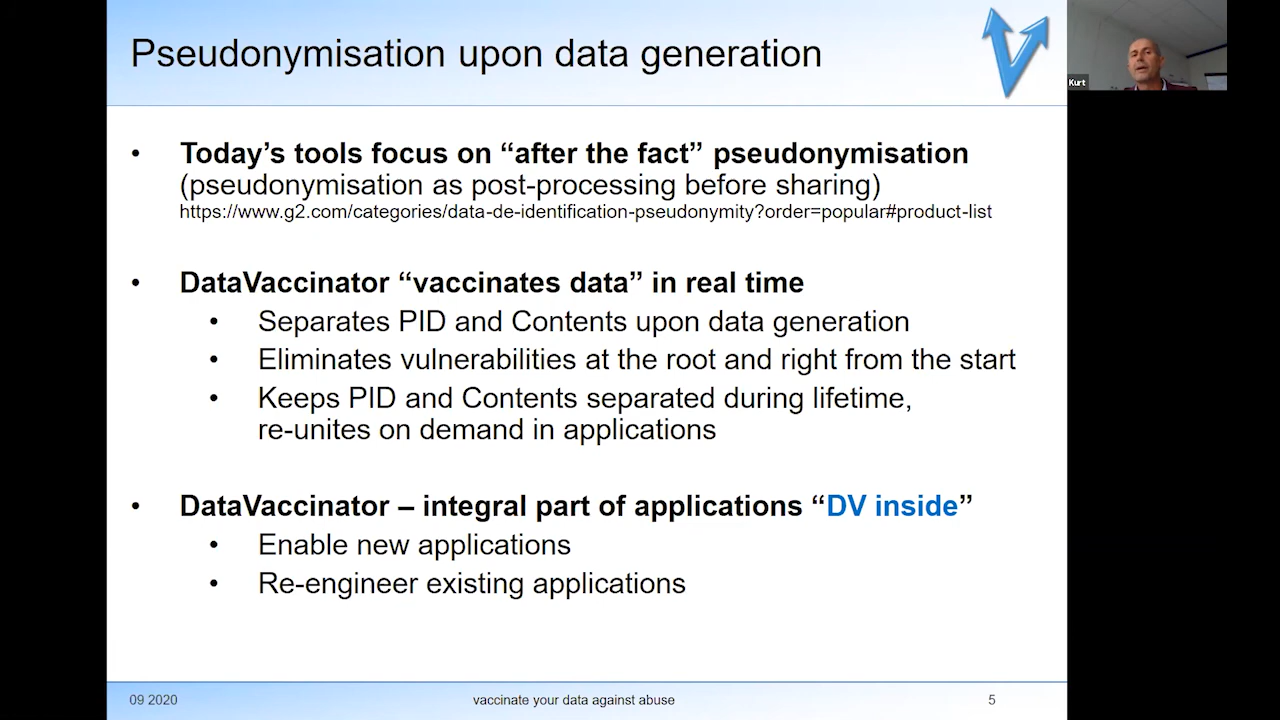 Pseudonymisation upon data generation
Kurt
• Today’s tools focus on “after the fact” pseudonymisation
(pseudonymisation as post-processing before sharing)
https://www.g2.com/categories/data-de-identification-pseudonymity?order=popular#product-list
• DataVaccinator “vaccinates data” in real time
• Separates PID and Contents upon data generation
• Eliminates vulnerabilities at the root and right from the start
• Keeps PID and Contents separated during lifetime,
re-unites on demand in applications
• DataVaccinator – integral part of applications “DV inside”
• Enable new applications
• Re-engineer existing applications
09 2020
vaccinate your data against abuse
5